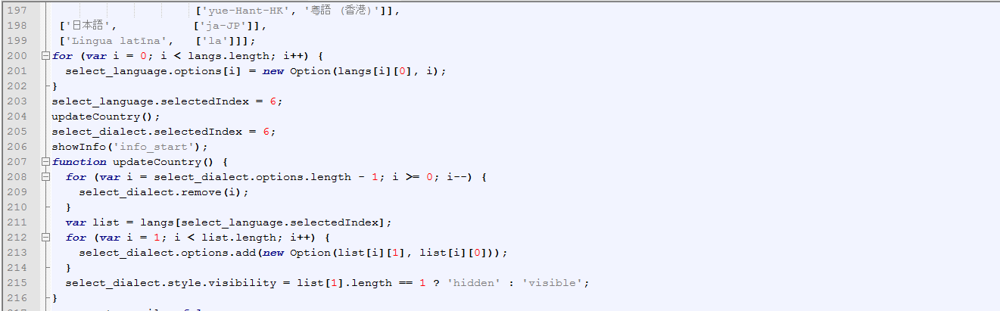 197 ['yue-Hant-HK', '粵語 (香港)']],
198 ['日本語', ['ja-JP']],
199 ['Lingua latīna', ['la']]];
200 for (var i = 0; i < langs.length; i++) {
201 select_language.options[i] = new Option(langs[i][0], i);
202 }
203 select_language.selectedIndex = 6;
204 updateCountry();
205 select_dialect.selectedIndex = 6;
206 showInfo('info_start');
207 function updateCountry() {
208 for (var i = select_dialect.options.length - 1; i >= 0; i--) {
209 select_dialect.remove(i);
210 }
211 var list = langs[select_language.selectedIndex];
212 for (var i = 1; i < list.length; i++) {
213 select_dialect.options.add(new Option(list[i][1], list[i][0]));
214 }
215 select_dialect.style.visibility = list[1].length == 1 ? 'hidden' : 'visible';
216 }